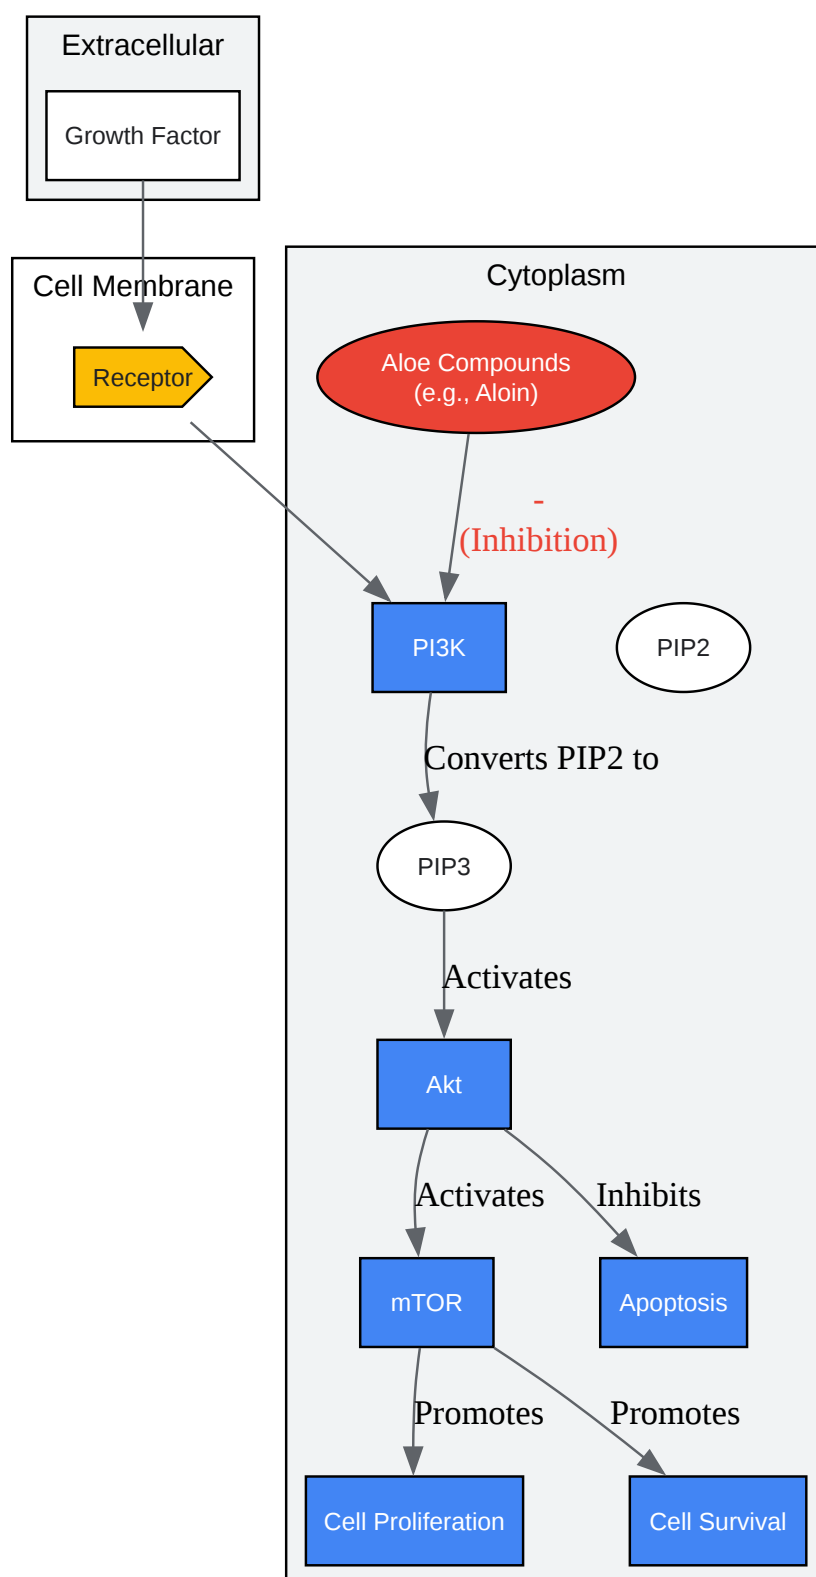 Extracellular
Growth Factor
Cell Membrane
Receptor
Cytoplasm
Aloe Compounds
(e.g., Aloin)
-
(Inhibition)
PI3K
PIP2
Converts PIP2 to
PIP3
Activates
Akt
Activates
Inhibits
mTOR
Apoptosis
Promotes
Promotes
Cell Proliferation
Cell Survival